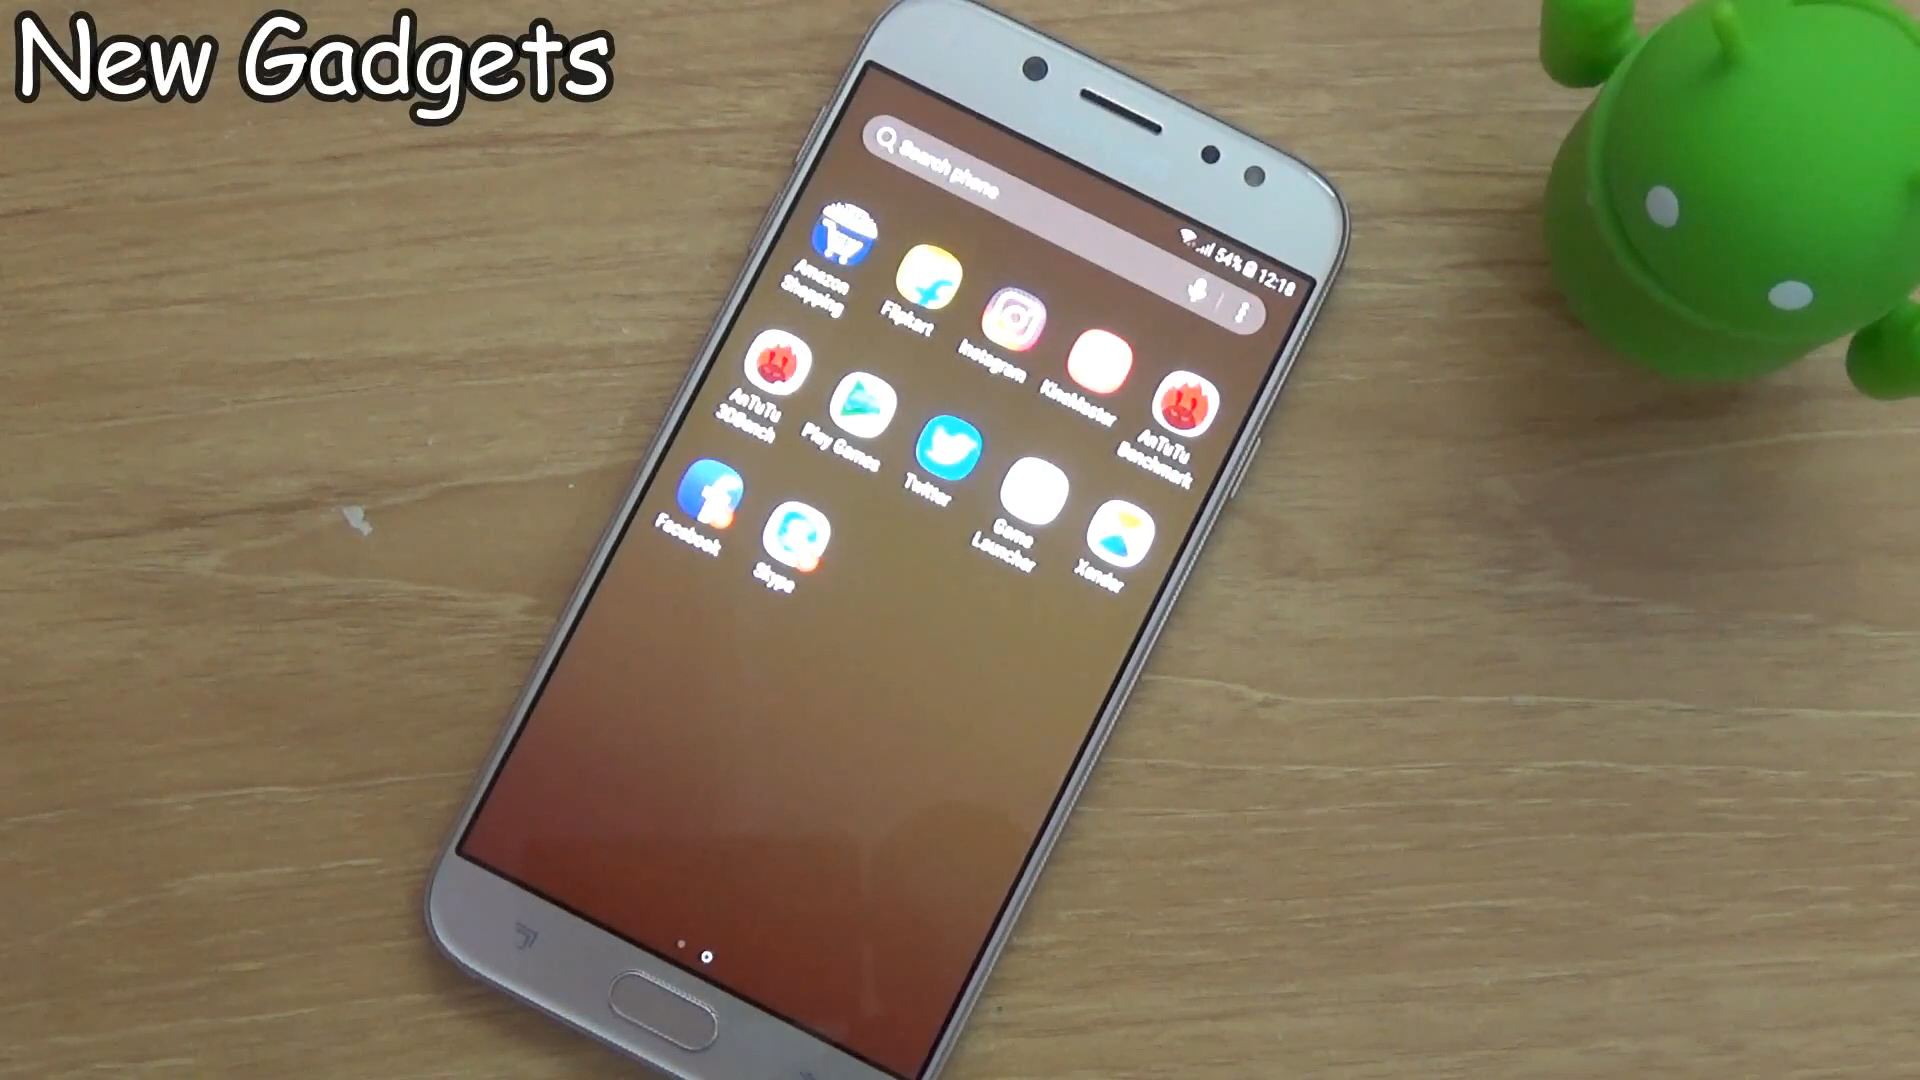 New Gadgets
Search phone
54% 12:18
Amazon
Shopping
Flipkart
Instagram
KineMaster
AnTuTu
Benchmark
AnTuTu
3DBench
Play Games
Twitter
Game
Launcher
Xender
Facebook
Skype